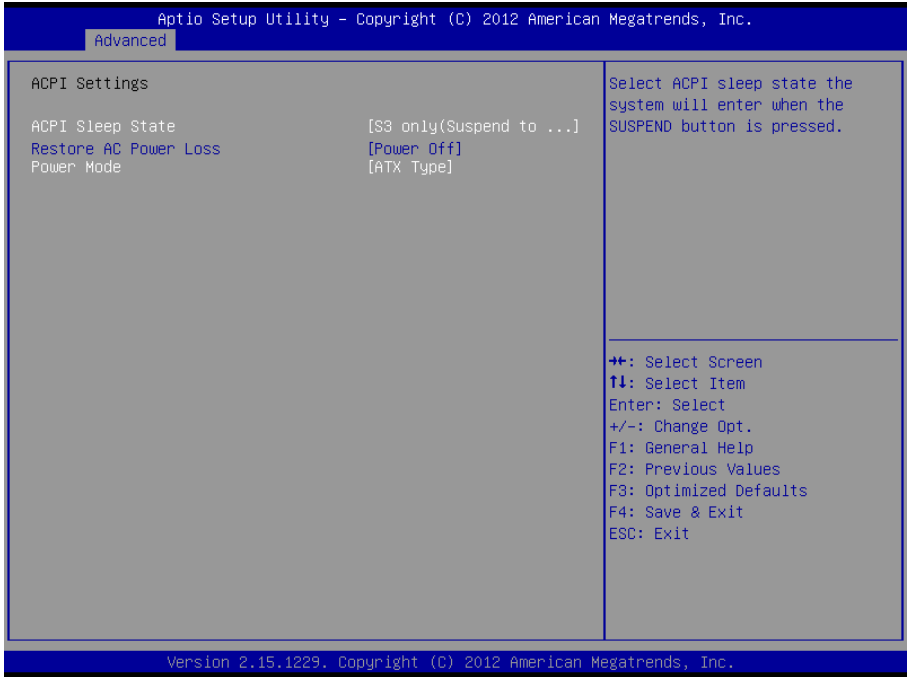 Aptio Setup Utility – Copyright (C) 2012 American Megatrends, Inc.
Advanced
ACPI Settings
ACPI Sleep State [S3 only(Suspend to ...]
Restore AC Power Loss [Power Off]
Power Mode [ATX Type]
Select ACPI sleep state the
system will enter when the
SUSPEND button is pressed.
→←: Select Screen
↑↓: Select Item
Enter: Select
+/-: Change Opt.
F1: General Help
F2: Previous Values
F3: Optimized Defaults
F4: Save & Exit
ESC: Exit
Version 2.15.1229. Copyright (C) 2012 American Megatrends, Inc.